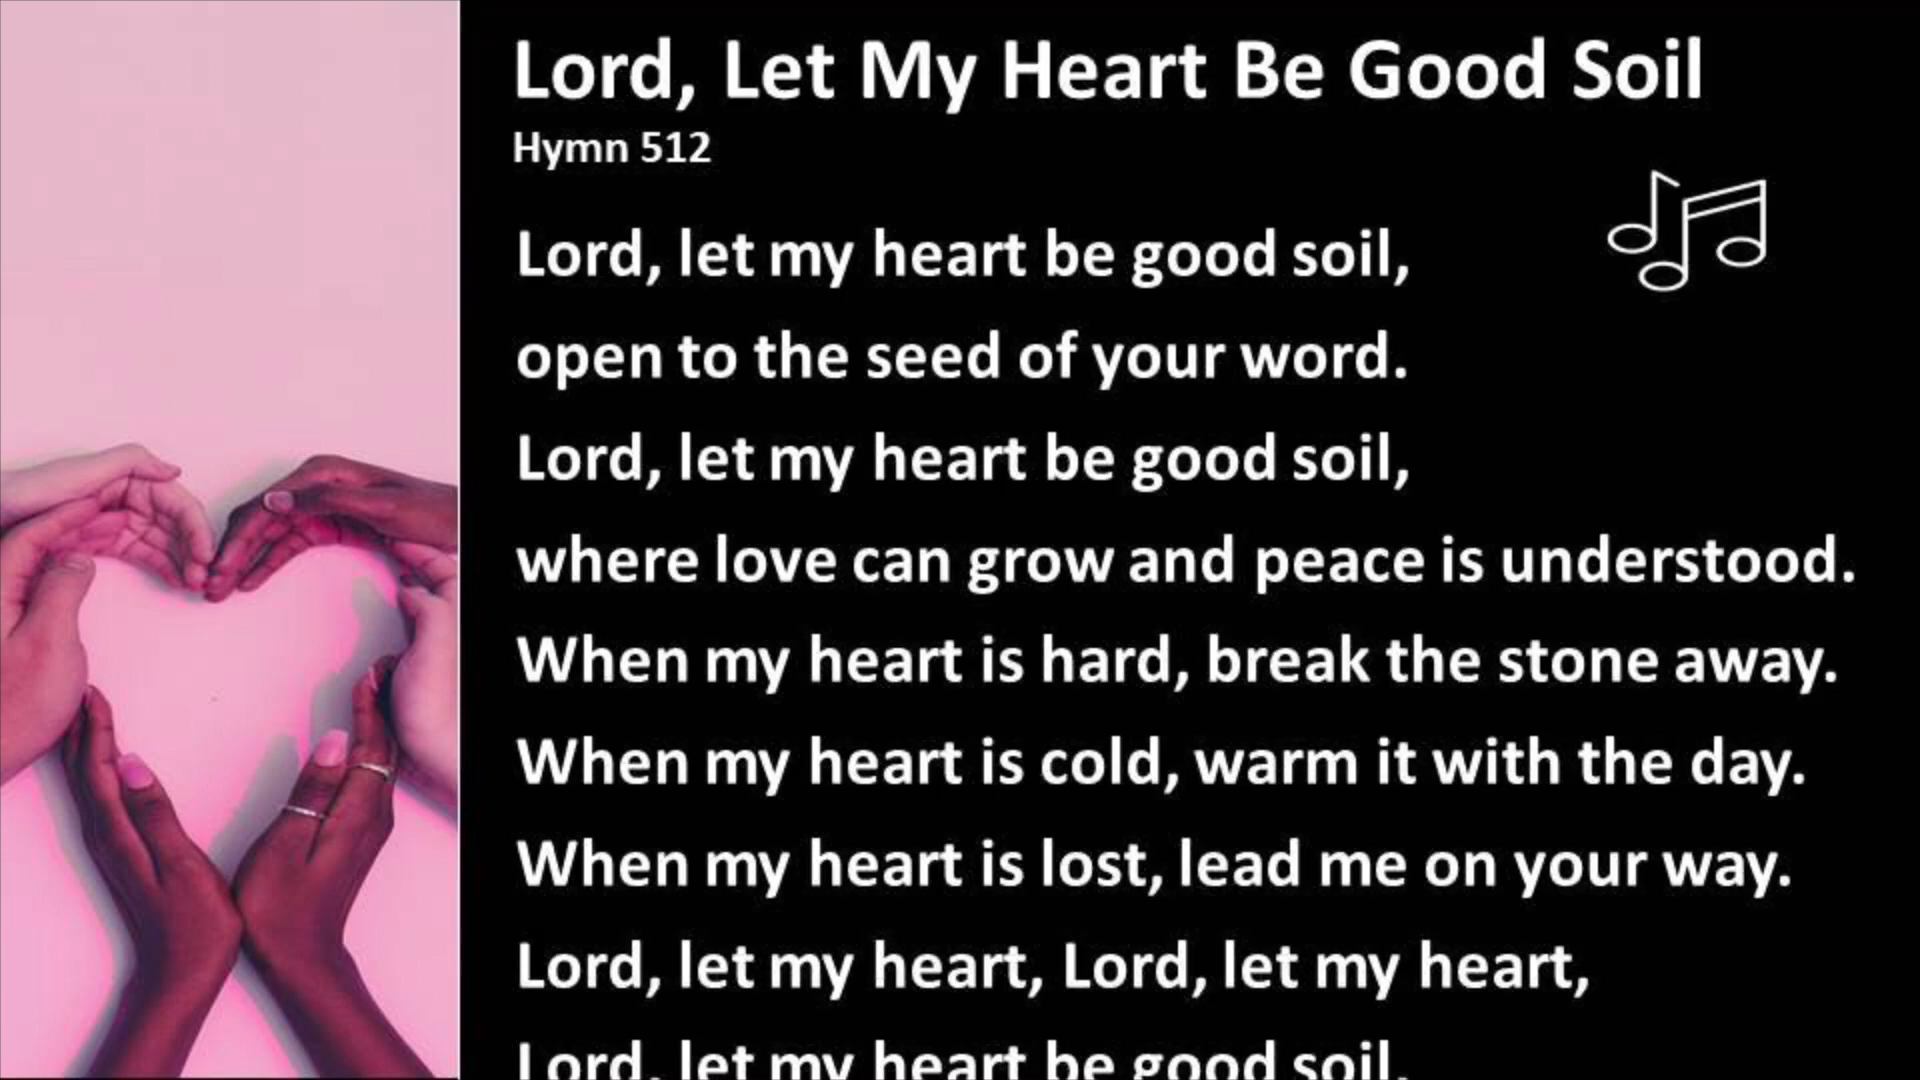 Lord, Let My Heart Be Good Soil
Hymn 512
Lord, let my heart be good soil,
open to the seed of your word.
Lord, let my heart be good soil,
where love can grow and peace is understood.
When my heart is hard, break the stone away.
When my heart is cold, warm it with the day.
When my heart is lost, lead me on your way.
Lord, let my heart, Lord, let my heart,
Lord, let my heart be good soil.